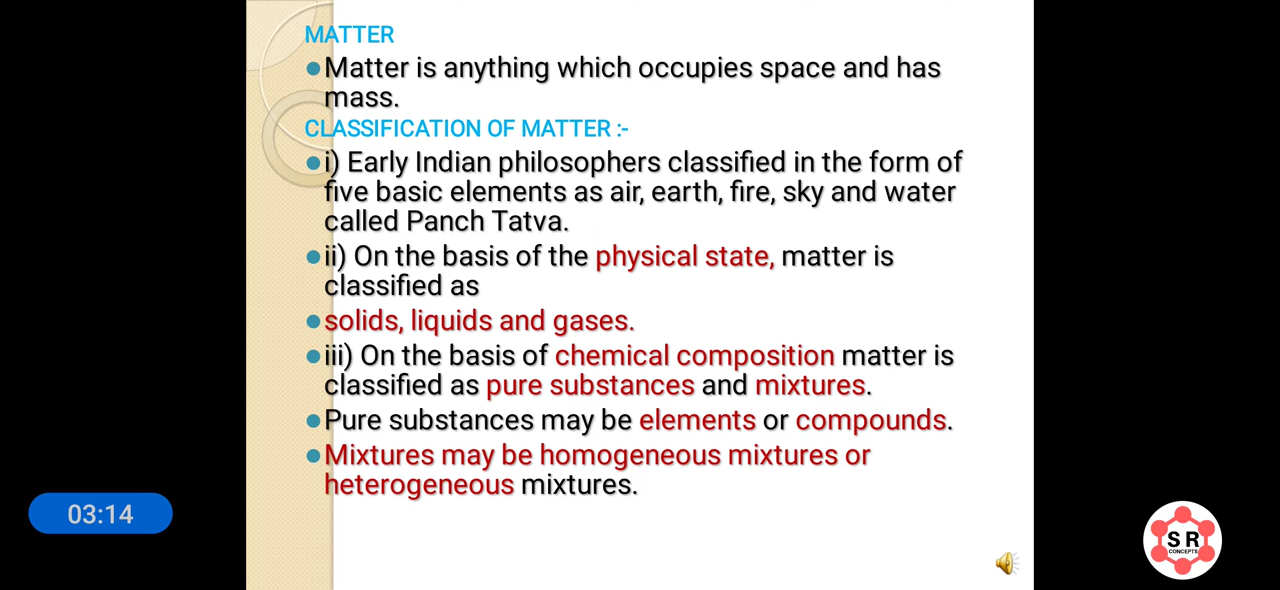 MATTER
Matter is anything which occupies space and has
mass.
CLASSIFICATION OF MATTER :-
i) Early Indian philosophers classified in the form of
five basic elements as air, earth, fire, sky and water
called Panch Tatva.
ii) On the basis of the physical state, matter is
classified as
solids, liquids and gases.
iii) On the basis of chemical composition matter is
classified as pure substances and mixtures.
Pure substances may be elements or compounds.
Mixtures may be homogeneous mixtures or
heterogeneous mixtures.
03:14
S R
CONCEPTS